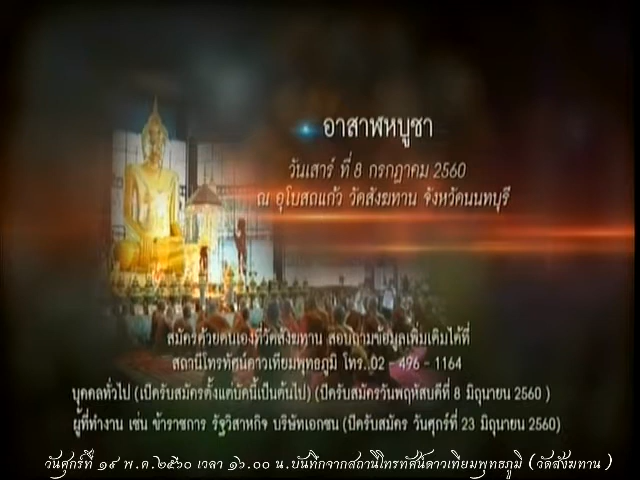 อาสาฬหบูชา
วันเสาร์ ที่ 8 กรกฎาคม 2560
ณ อุโบสถแก้ว วัดสังฆทาน จังหวัดนนทบุรี
สมัครด้วยตนเองที่วัดสังฆทาน สอบถามข้อมูลเพิ่มเติมได้ที่
สถานีโทรทัศน์ดาวเทียมพุทธภูมิ โทร..02 - 496 - 1164
บุคคลทั่วไป (เปิดรับสมัครตั้งแต่บัดนี้เป็นต้นไป) (ปิดรับสมัครวันพฤหัสบดีที่ 8 มิถุนายน 2560 )
ผู้ที่ทำงาน เช่น ข้าราชการ รัฐวิสาหกิจ บริษัทเอกชน (ปิดรับสมัคร วันศุกร์ที่ 23 มิถุนายน 2560)
วันศุกร์ที่ ๑๙ พ.ค.๒๕๖๐ เวลา ๑๖.๐๐ น.บันทึกจากสถานีโทรทัศน์ดาวเทียมพุทธภูมิ ( วัดสังฆทาน )